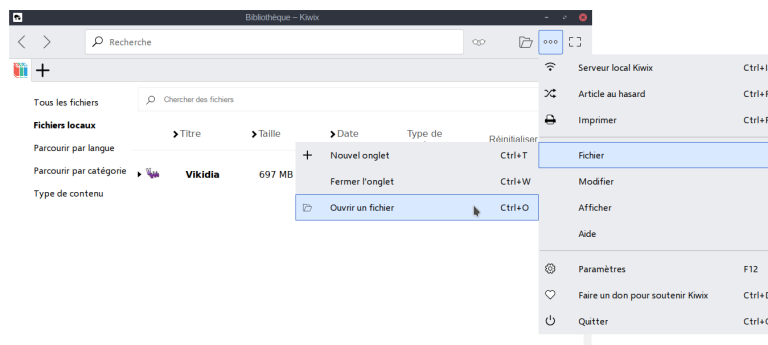 Bibliothèque – Kiwix
Recherche
Serveur local Kiwix
Article au hasard
Imprimer
Fichier
Modifier
Afficher
Aide
Paramètres F12
Faire un don pour soutenir Kiwix
Quitter
Tous les fichiers
Fichiers locaux
Parcourir par langue
Parcourir par catégorie
Type de contenu
Chercher des fichiers
Titre Taille Date Type de Réinitialiser
Vikidia 697 MB
Nouvel onglet Ctrl+T
Fermer l'onglet Ctrl+W
Ouvrir un fichier Ctrl+O